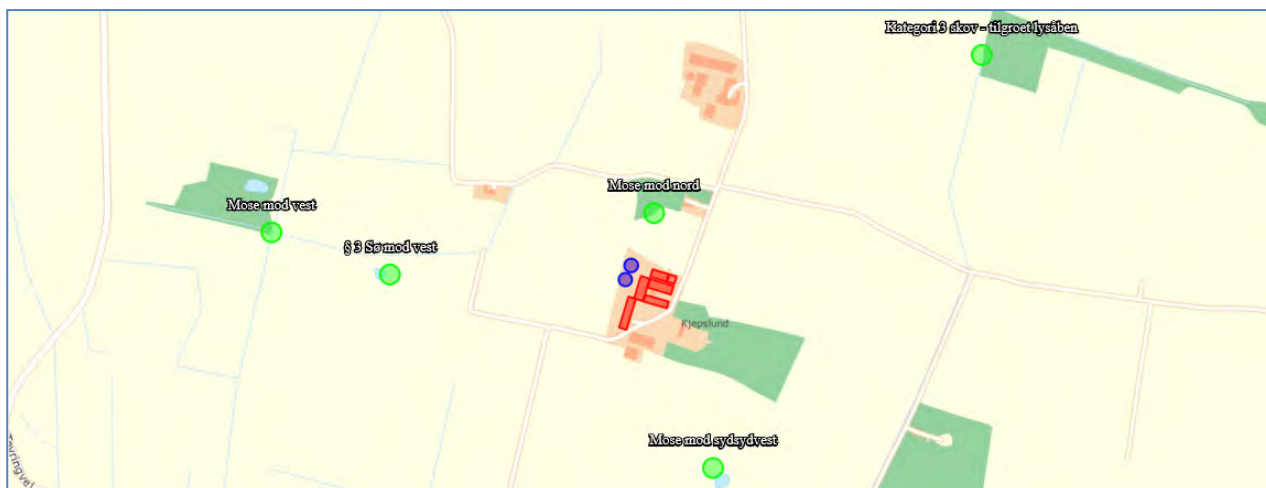 Kategori 3 skov - tilgroet lysåben
Mose mod nord
Mose mod vest
§ 3 Sø mod vest
Kjepslund
Mose mod sydsydvest